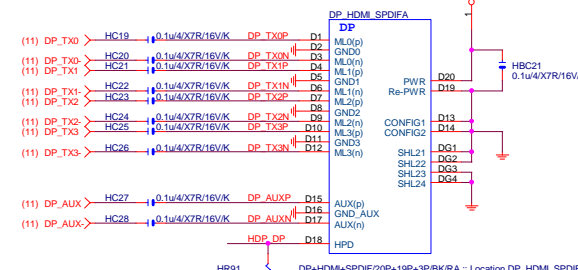 DP_HDMI_SPDIFA
DP
1
(11) DP_TX0 HC19 0.1u/4/X7R/16V/K DP_TX0P D1 ML0(p)
D2 GND0
(11) DP_TX0- HC20 0.1u/4/X7R/16V/K DP_TX0N D3 ML0(n)
(11) DP_TX1 HC21 0.1u/4/X7R/16V/K DP_TX1P D4 ML1(p)
D5 GND1
(11) DP_TX1- HC22 0.1u/4/X7R/16V/K DP_TX1N D6 ML1(n)
(11) DP_TX2 HC23 0.1u/4/X7R/16V/K DP_TX2P D7 ML2(p)
D8 GND2
(11) DP_TX2- HC24 0.1u/4/X7R/16V/K DP_TX2N D9 ML2(n)
(11) DP_TX3 HC25 0.1u/4/X7R/16V/K DP_TX3P D10 ML3(p)
D11 GND3
(11) DP_TX3- HC26 0.1u/4/X7R/16V/K DP_TX3N D12 ML3(n)
(11) DP_AUX HC27 0.1u/4/X7R/16V/K DP_AUXP D15 AUX(p)
D16 GND_AUX
(11) DP_AUX- HC28 0.1u/4/X7R/16V/K DP_AUXN D17 AUX(n)
HDP_DP D18 HPD
PWR D20
Re-PWR D19
HBC21
0.1u/4/X7R/16V/
CONFIG1 D13
CONFIG2 D14
SHL21 DG1
SHL22 DG2
SHL23 DG3
SHL24 DG4
HR91
DP+HDMI+SPDIF/20P+19P+3P/BK/RA :: Location DP_HDMI_SPDIF